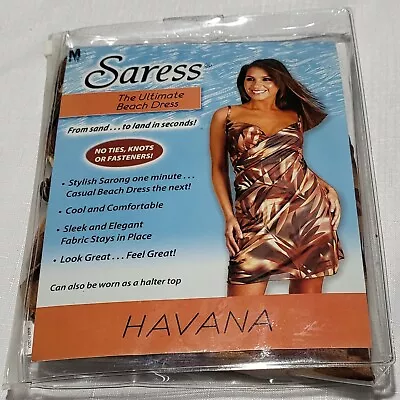 M
Saress
The Ultimate
Beach Dress
From sand . . . to land in seconds!
NO TIES, KNOTS
OR FASTENERS!
• Stylish Sarong one minute . . .
Casual Beach Dress the next!
• Cool and Comfortable
• Sleek and Elegant
Fabric Stays in Place
• Look Great . . . Feel Great!
Can also be worn as a halter top
HAVANA